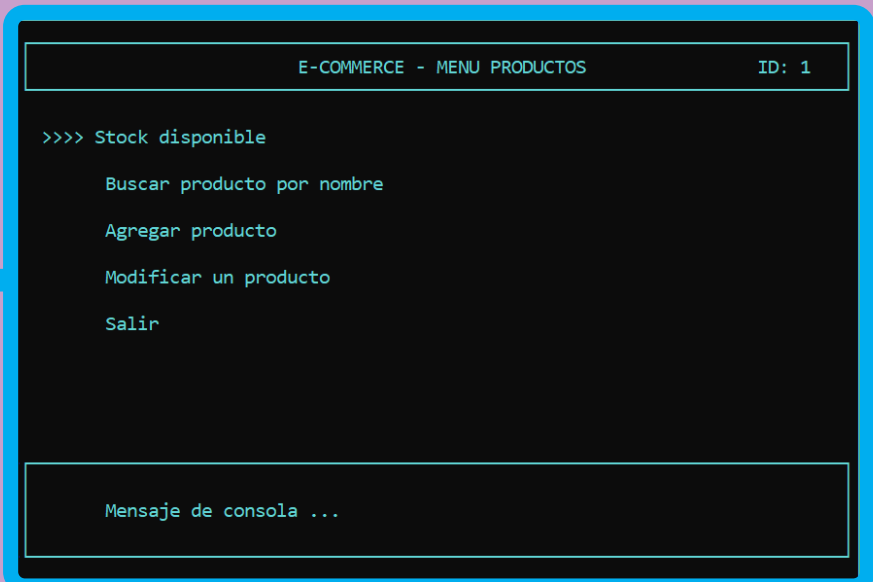 E-COMMERCE - MENU PRODUCTOS ID: 1
>>>> Stock disponible
Buscar producto por nombre
Agregar producto
Modificar un producto
Salir
Mensaje de consola ...